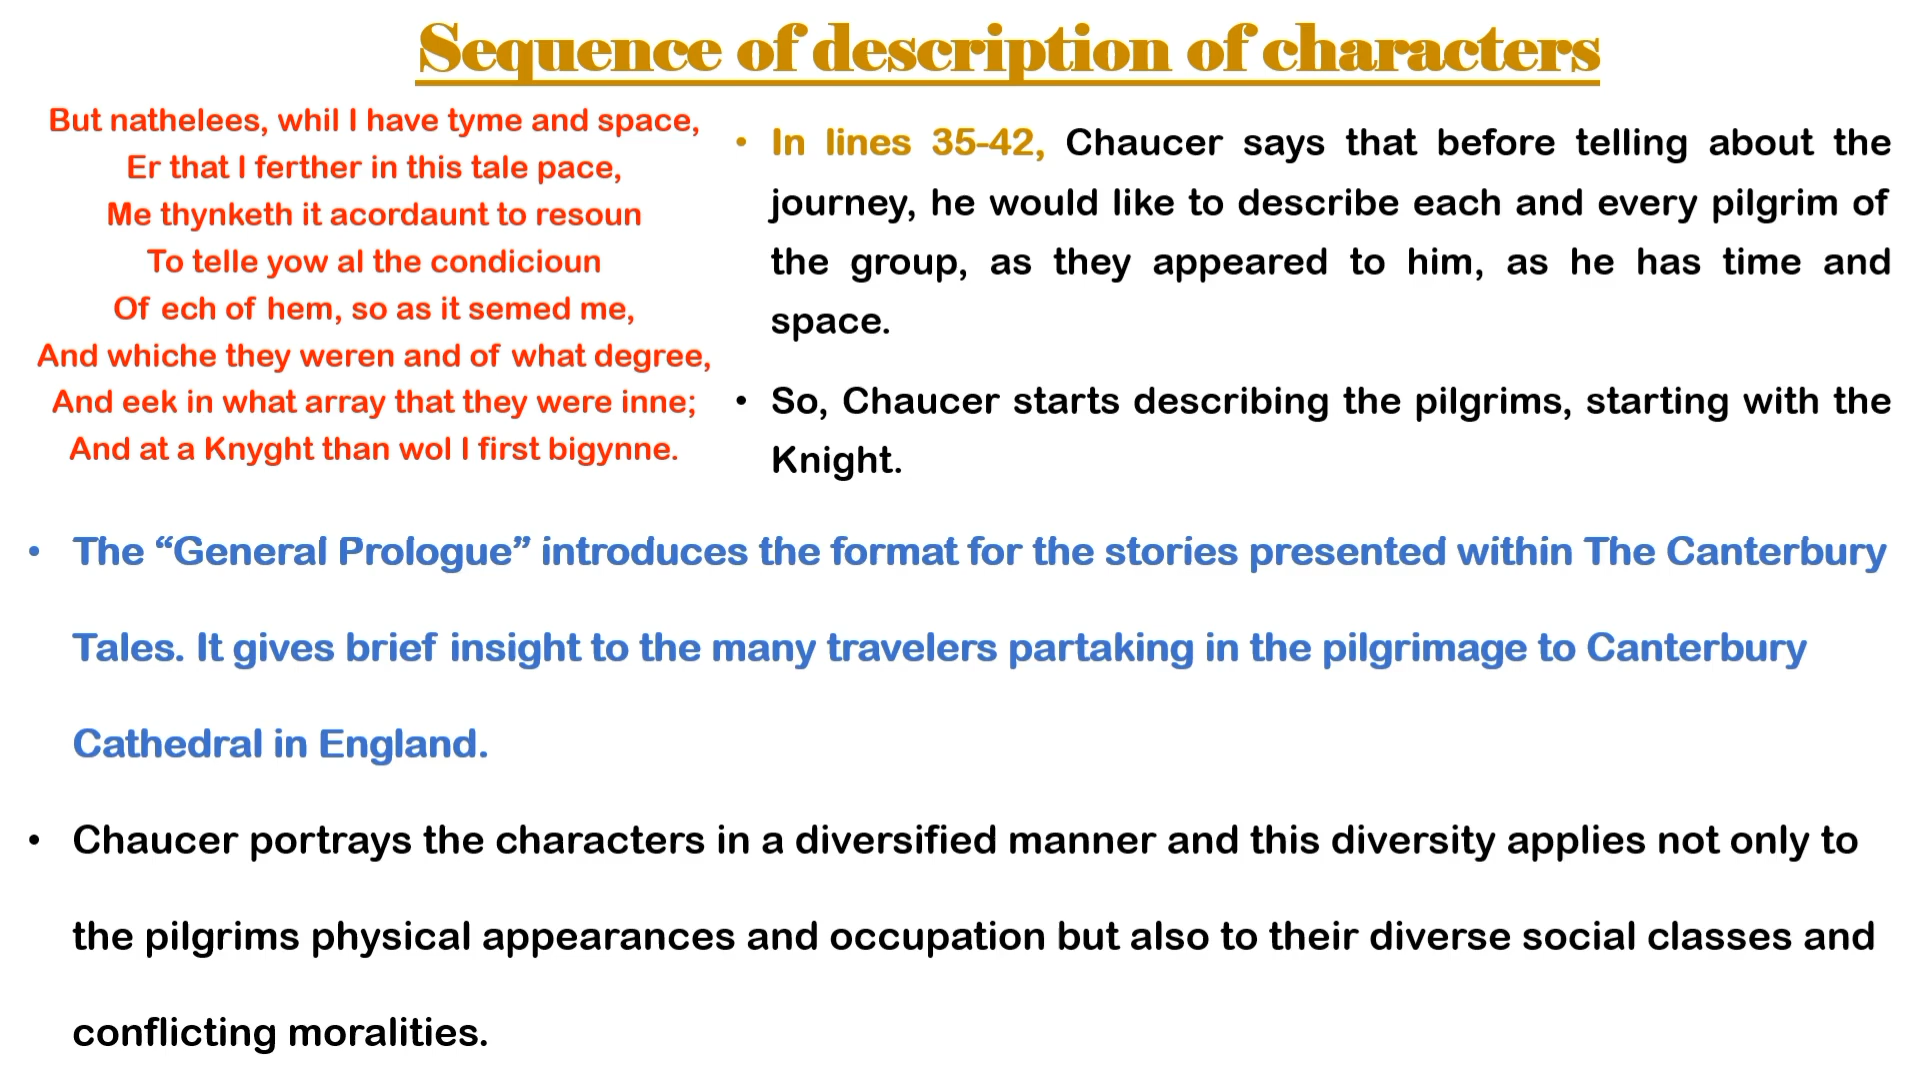 Sequence of description of characters
But nathelees, whil I have tyme and space,
Er that I ferther in this tale pace,
Me thynketh it acordaunt to resoun
To telle yow al the condicioun
Of ech of hem, so as it semed me,
And whiche they weren and of what degree,
And eek in what array that they were inne;
And at a Knyght than wol I first bigynne.
• In lines 35-42, Chaucer says that before telling about the
journey, he would like to describe each and every pilgrim of
the group, as they appeared to him, as he has time and
space.
• So, Chaucer starts describing the pilgrims, starting with the
Knight.
• The “General Prologue” introduces the format for the stories presented within The Canterbury
Tales. It gives brief insight to the many travelers partaking in the pilgrimage to Canterbury
Cathedral in England.
• Chaucer portrays the characters in a diversified manner and this diversity applies not only to
the pilgrims physical appearances and occupation but also to their diverse social classes and
conflicting moralities.